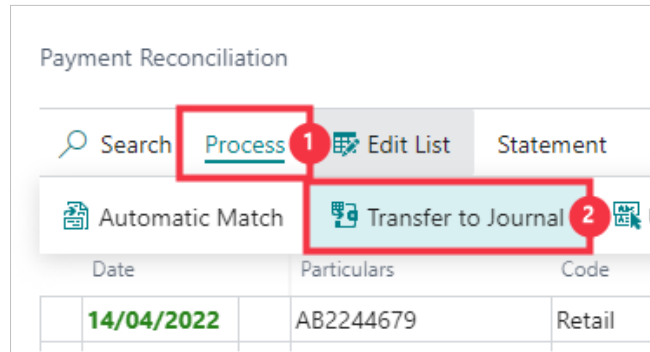 Payment Reconciliation
Search Process 1 Edit List Statement
Automatic Match Transfer to Journal 2
Date Particulars Code
14/04/2022 AB2244679 Retail